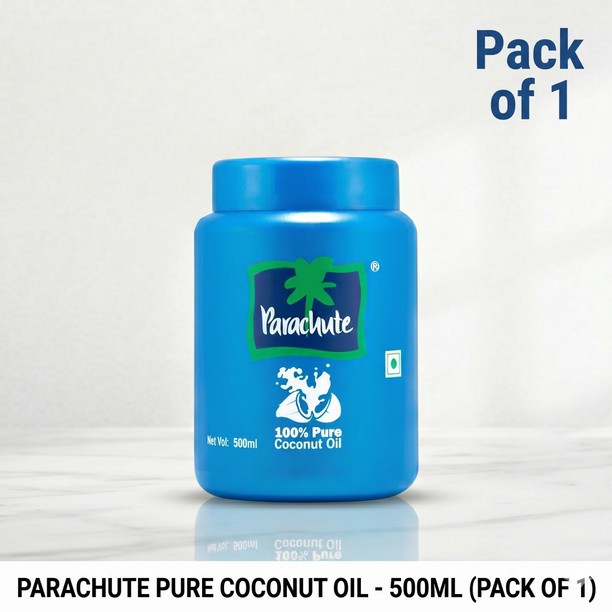 Pack
of 1
Parachute ®
100% Pure
Coconut Oil
Net Vol: 500ml
PARACHUTE PURE COCONUT OIL - 500ML (PACK OF 1)